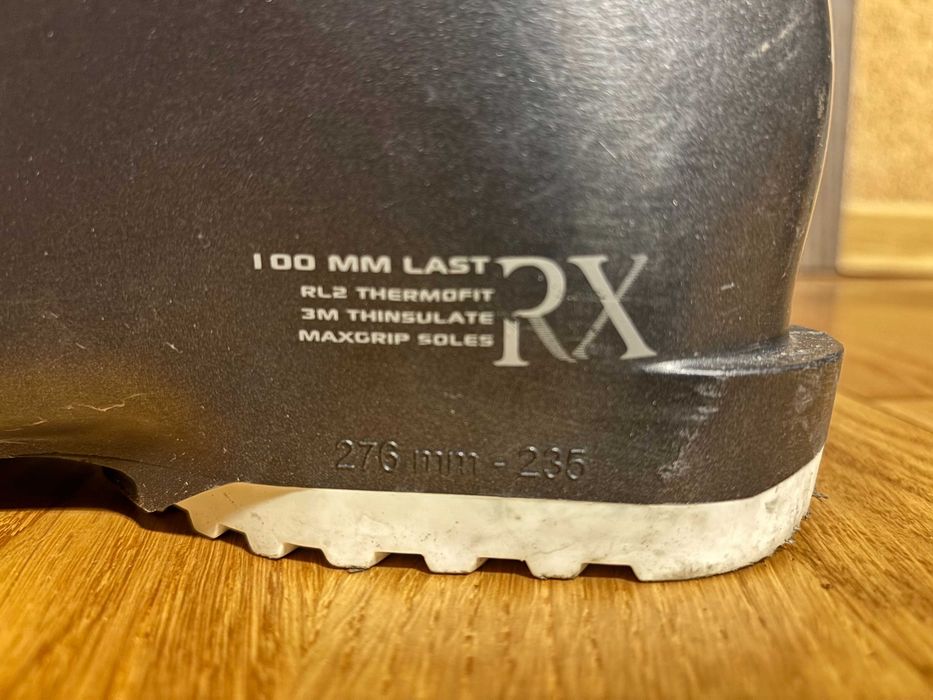 100 MM LAST
RL2 THERMOFIT
3M THINSULATE
MAXGRIP SOLES
RX
276 mm - 235